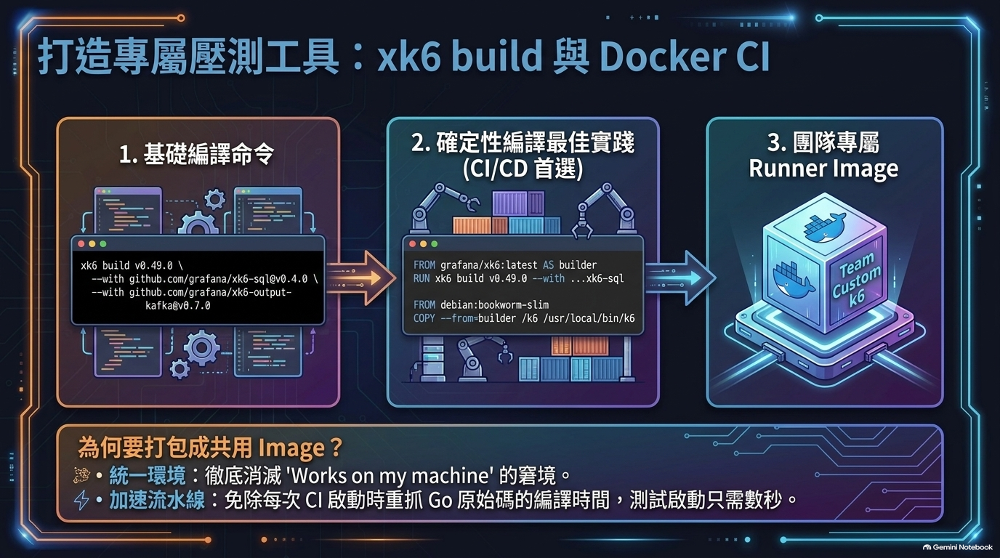 打造專屬壓測工具：xk6 build 與 Docker CI
1. 基礎編譯命令
xk6 build v0.49.0 \
--with github.com/grafana/xk6-sql@v0.4.0 \
--with github.com/grafana/xk6-output-
kafka@v0.7.0
2. 確定性編譯最佳實踐
(CI/CD 首選)
FROM grafana/xk6:latest AS builder
RUN xk6 build v0.49.0 --with ...xk6-sql
FROM debian:bookworm-slim
COPY --from=builder /k6 /usr/local/bin/k6
3. 團隊專屬
Runner Image
Team
Custom
k6
為何要打包成共用 Image？
• 統一環境：徹底消滅 'Works on my machine' 的窘境。
• 加速流水線：免除每次 CI 啟動時重抓 Go 原始碼的編譯時間，測試啟動只需數秒。
Gemini Notebook